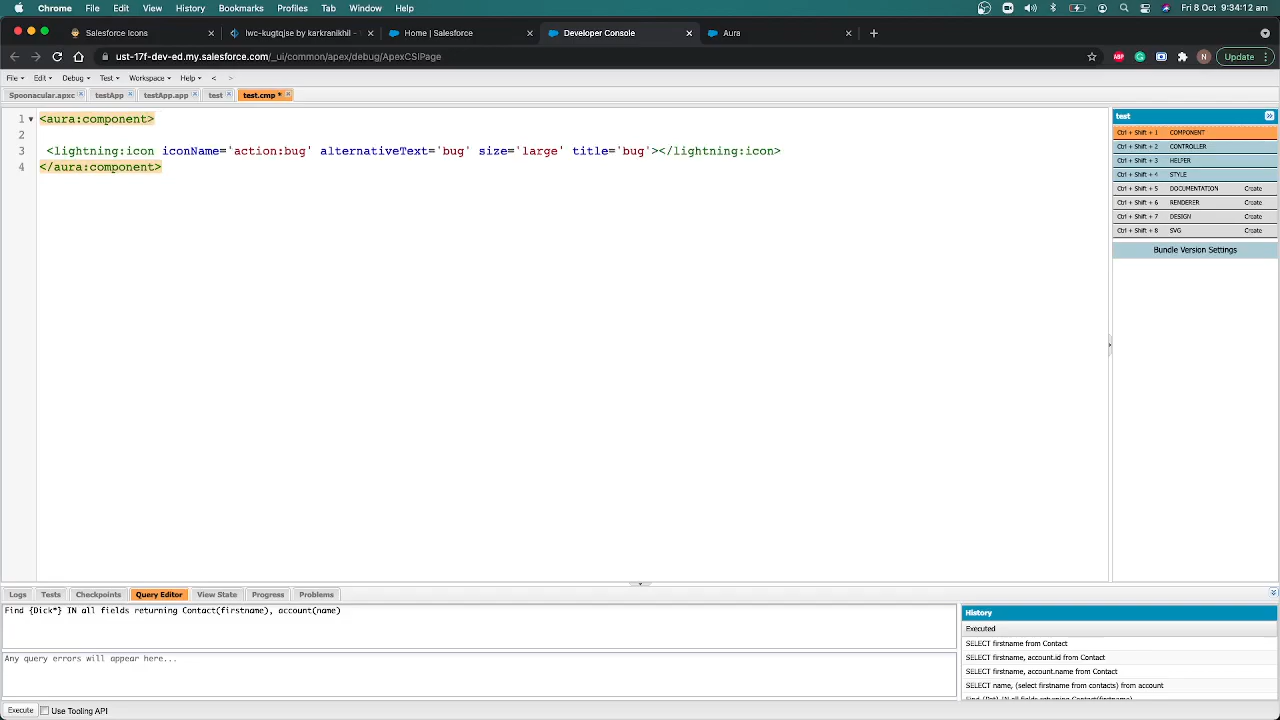 Chrome File Edit View History Bookmarks Profiles Tab Window Help Fri 8 Oct 9:34:12 am
Salesforce Icons lwc-kugtqjse by karkranikhil - Home | Salesforce Developer Console Aura
ust-17f-dev-ed.my.salesforce.com/_ui/common/apex/debug/ApexCSIPage ABP N Update
File Edit Debug Test Workspace Help < >
Spoonacular.apxc testApp testApp.app test test.cmp *
1 <aura:component>
2
3 <lightning:icon iconName='action:bug' alternativeText='bug' size='large' title='bug'></lightning:icon>
4 </aura:component>
test
Ctrl + Shift + 1 COMPONENT
Ctrl + Shift + 2 CONTROLLER
Ctrl + Shift + 3 HELPER
Ctrl + Shift + 4 STYLE
Ctrl + Shift + 5 DOCUMENTATION Create
Ctrl + Shift + 6 RENDERER Create
Ctrl + Shift + 7 DESIGN Create
Ctrl + Shift + 8 SVG Create
Bundle Version Settings
Logs Tests Checkpoints Query Editor View State Progress Problems
Find {Dick*} IN all fields returning Contact(firstname), account(name)
Any query errors will appear here...
History
Executed
SELECT firstname from Contact
SELECT firstname, account.id from Contact
SELECT firstname, account.name from Contact
SELECT name, (select firstname from contacts) from account
Execute Use Tooling API